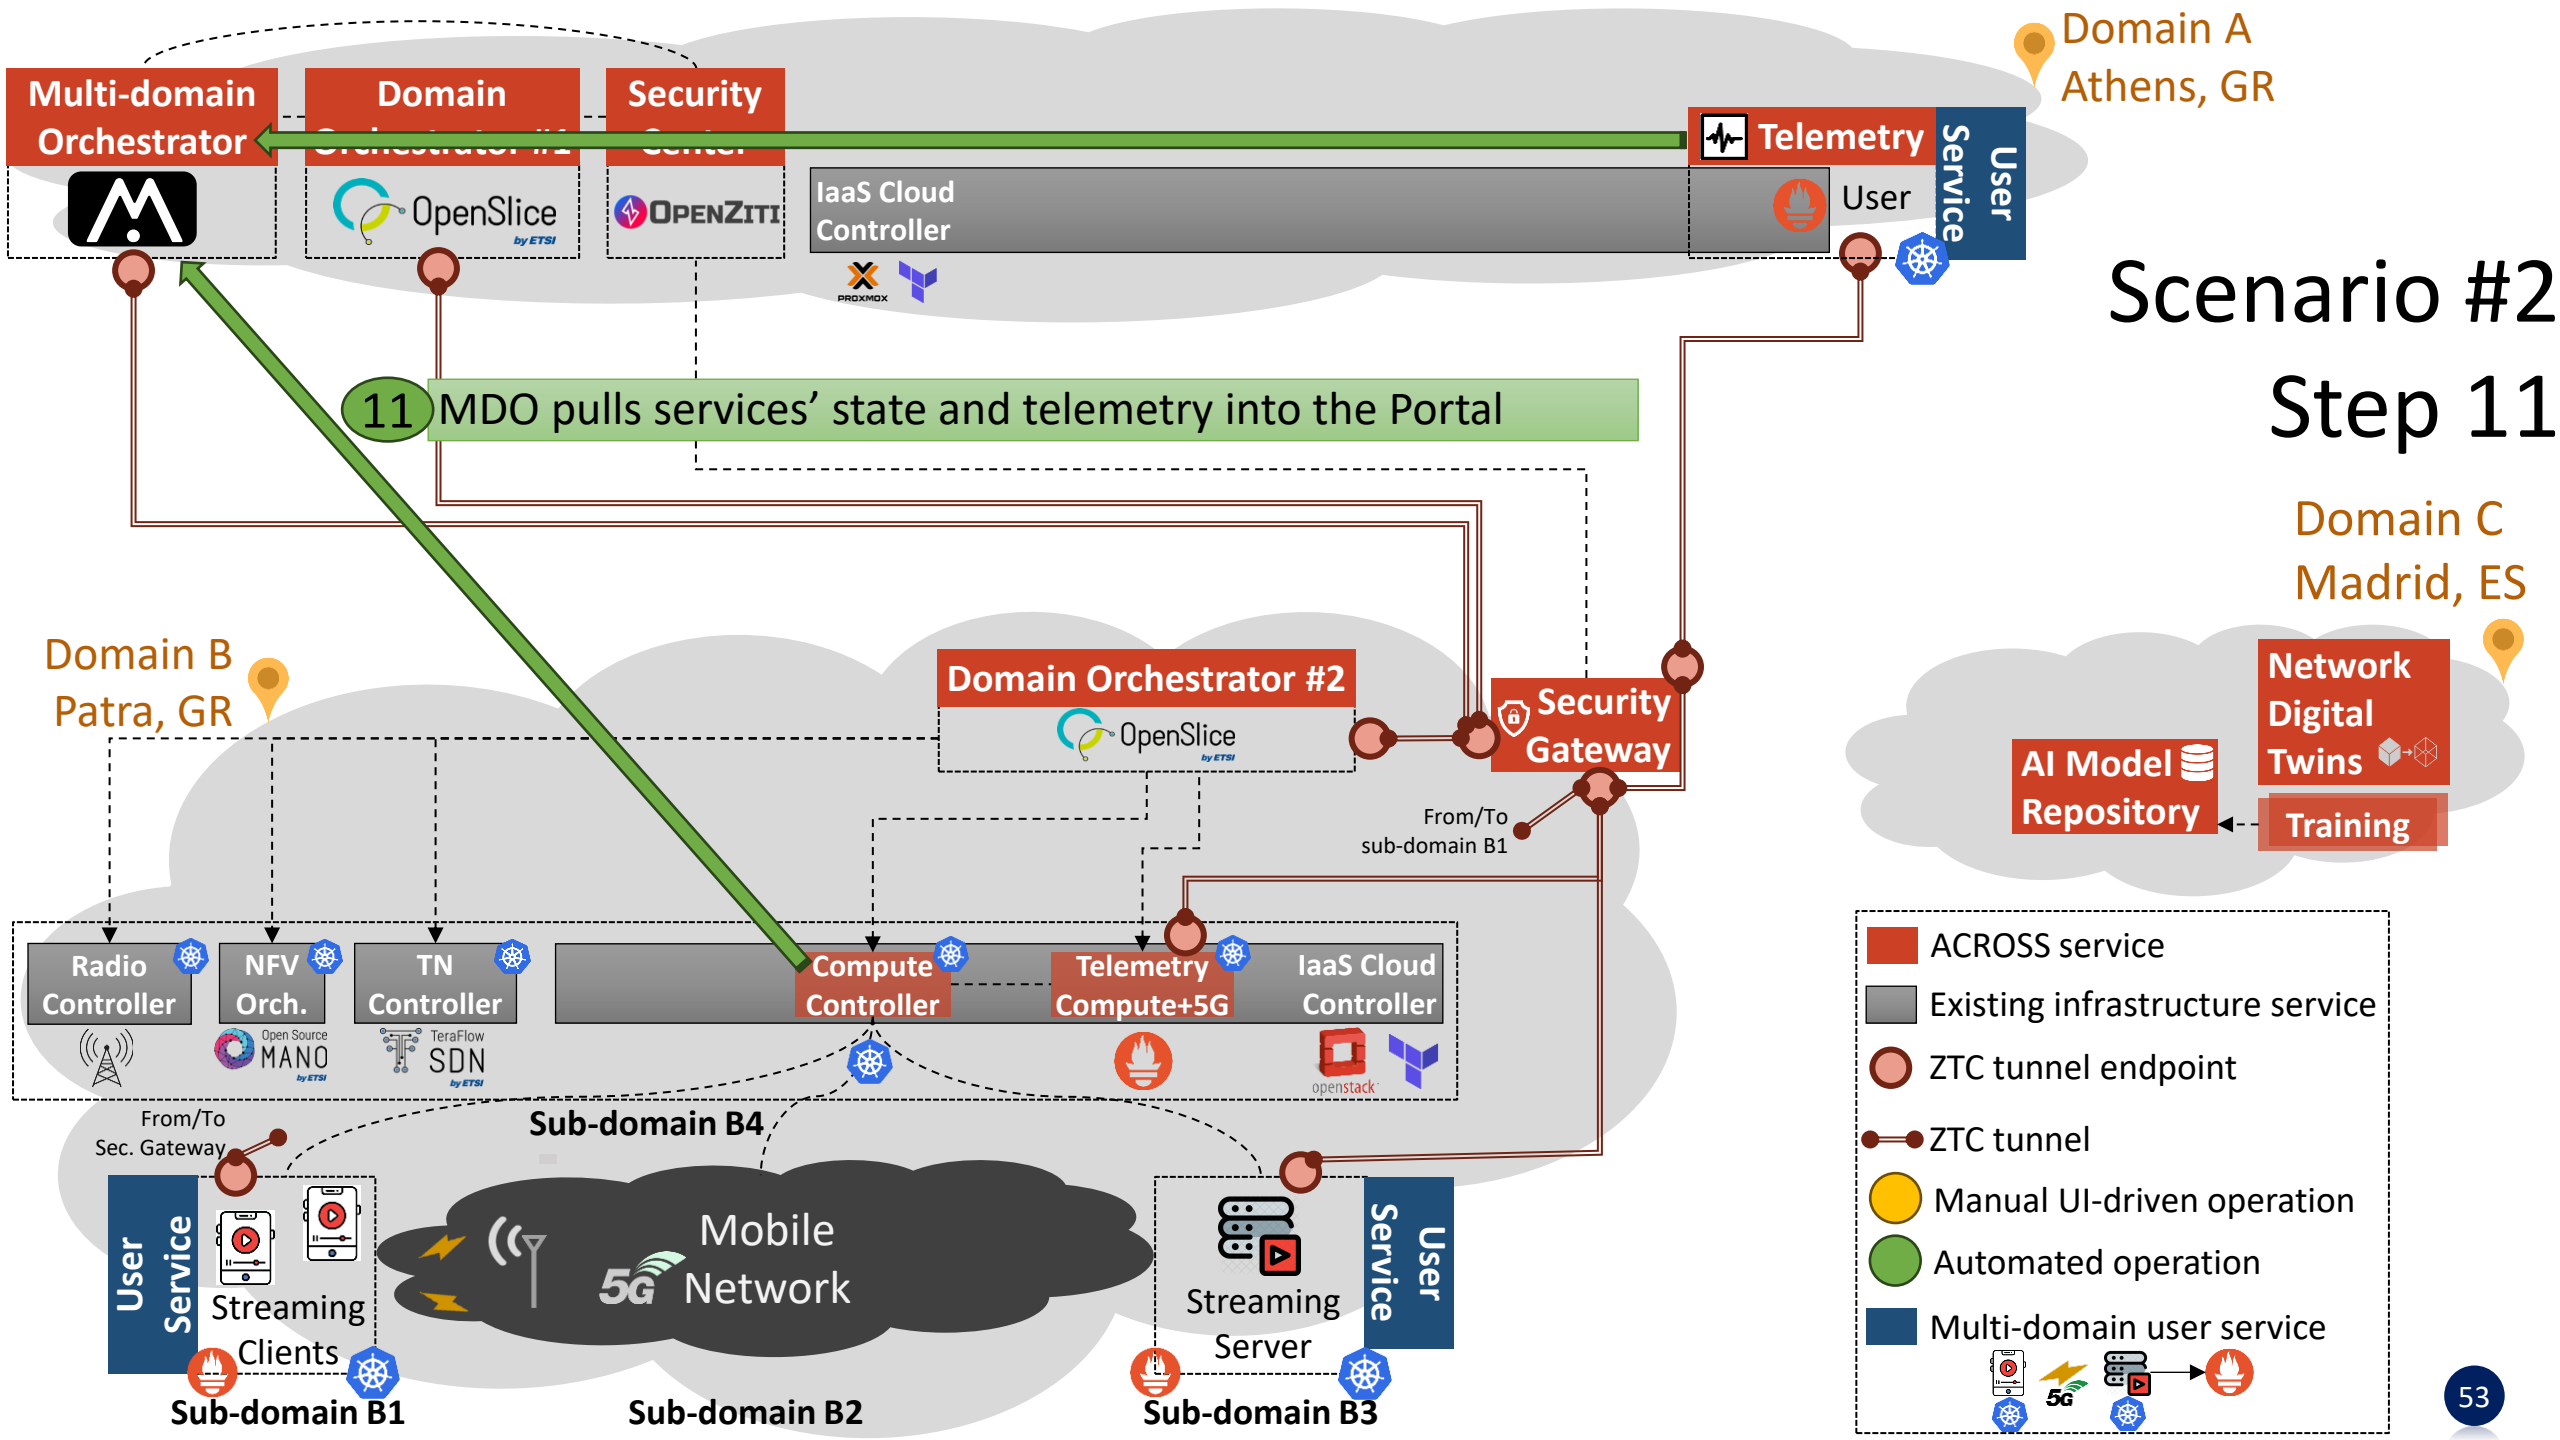 Domain A
Athens, GR
Multi-domain
Orchestrator
Domain
Orchestrator #1
Security
Center
Telemetry
User
Service
OpenSlice
by ETSI
OPENZITI
IaaS Cloud
Controller
User
PROXMOX
Scenario #2
Step 11
11
MDO pulls services’ state and telemetry into the Portal
Domain C
Madrid, ES
Domain B
Patra, GR
Domain Orchestrator #2
OpenSlice
by ETSI
Security
Gateway
Network
Digital
Twins
AI Model
Repository
Training
From/To
sub-domain B1
Radio
Controller
NFV
Orch.
TN
Controller
Compute
Controller
Telemetry
Compute+5G
IaaS Cloud
Controller
Open Source
MANO
by ETSI
TeraFlow
SDN
by ETSI
openstack
Sub-domain B4
From/To
Sec. Gateway
User
Service
Streaming
Clients
Sub-domain B1
5G
Mobile
Network
Sub-domain B2
Streaming
Server
User
Service
Sub-domain B3
ACROSS service
Existing infrastructure service
ZTC tunnel endpoint
ZTC tunnel
Manual UI-driven operation
Automated operation
Multi-domain user service
5G
53